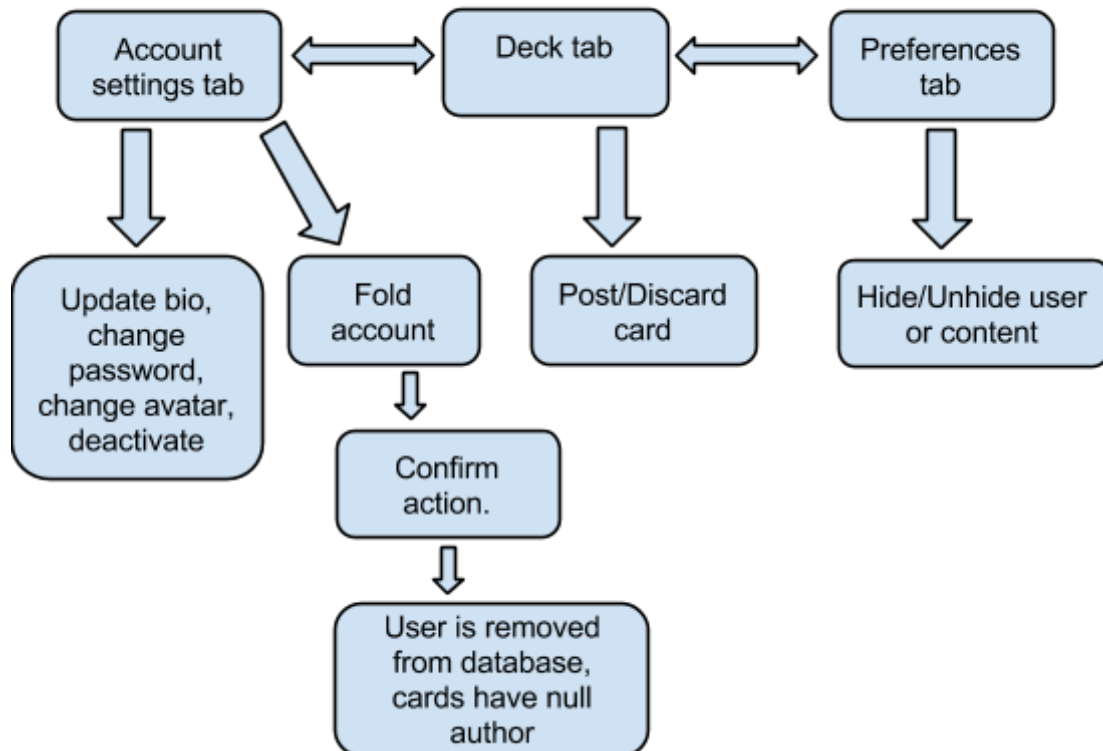 Account
settings tab
Deck tab
Preferences
tab
Update bio,
change
password,
change avatar,
deactivate
Fold
account
Post/Discard
card
Hide/Unhide user
or content
Confirm
action.
User is removed
from database,
cards have null
author